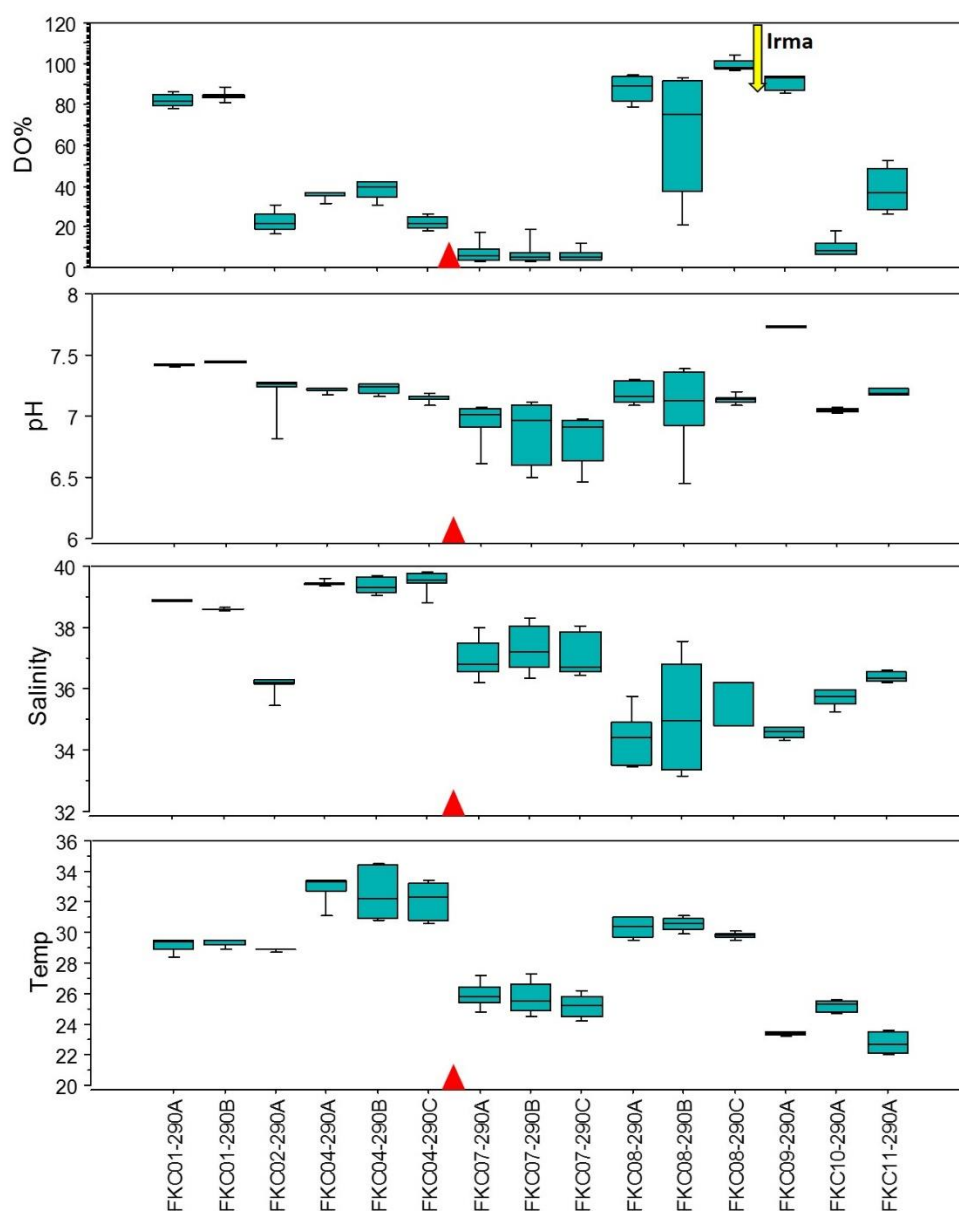 120
Irma
100
80
60
40
20
0
DO%
8
7.5
7
6.5
6
pH
40
38
36
34
32
Salinity
36
34
32
30
28
26
24
22
20
Temp
FKC01-290A
FKC01-290B
FKC02-290A
FKC04-290A
FKC04-290B
FKC04-290C
FKC07-290A
FKC07-290B
FKC07-290C
FKC08-290A
FKC08-290B
FKC08-290C
FKC09-290A
FKC10-290A
FKC11-290A